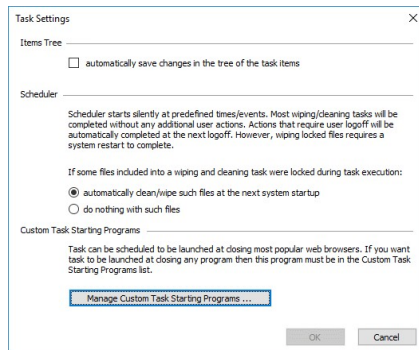 Task Settings
Items Tree
automatically save changes in the tree of the task items
Scheduler
Scheduler starts silently at predefined times/events. Most wiping/cleaning tasks will
be completed without any additional user actions. Actions that require user logoff will be
automatically completed at the next logoff. However, wiping locked files requires a
system restart to complete.
If some files included into a wiping and cleaning task were locked during task execution:
automatically clean/wipe such files at the next system startup
do nothing with such files
Custom Task Starting Programs
Task can be scheduled to be launched at closing most popular web browsers. If you want
task to be launched at closing any program then this program must be in the Custom Task
Starting Programs list.
Manage Custom Task Starting Programs ...
OK
Cancel